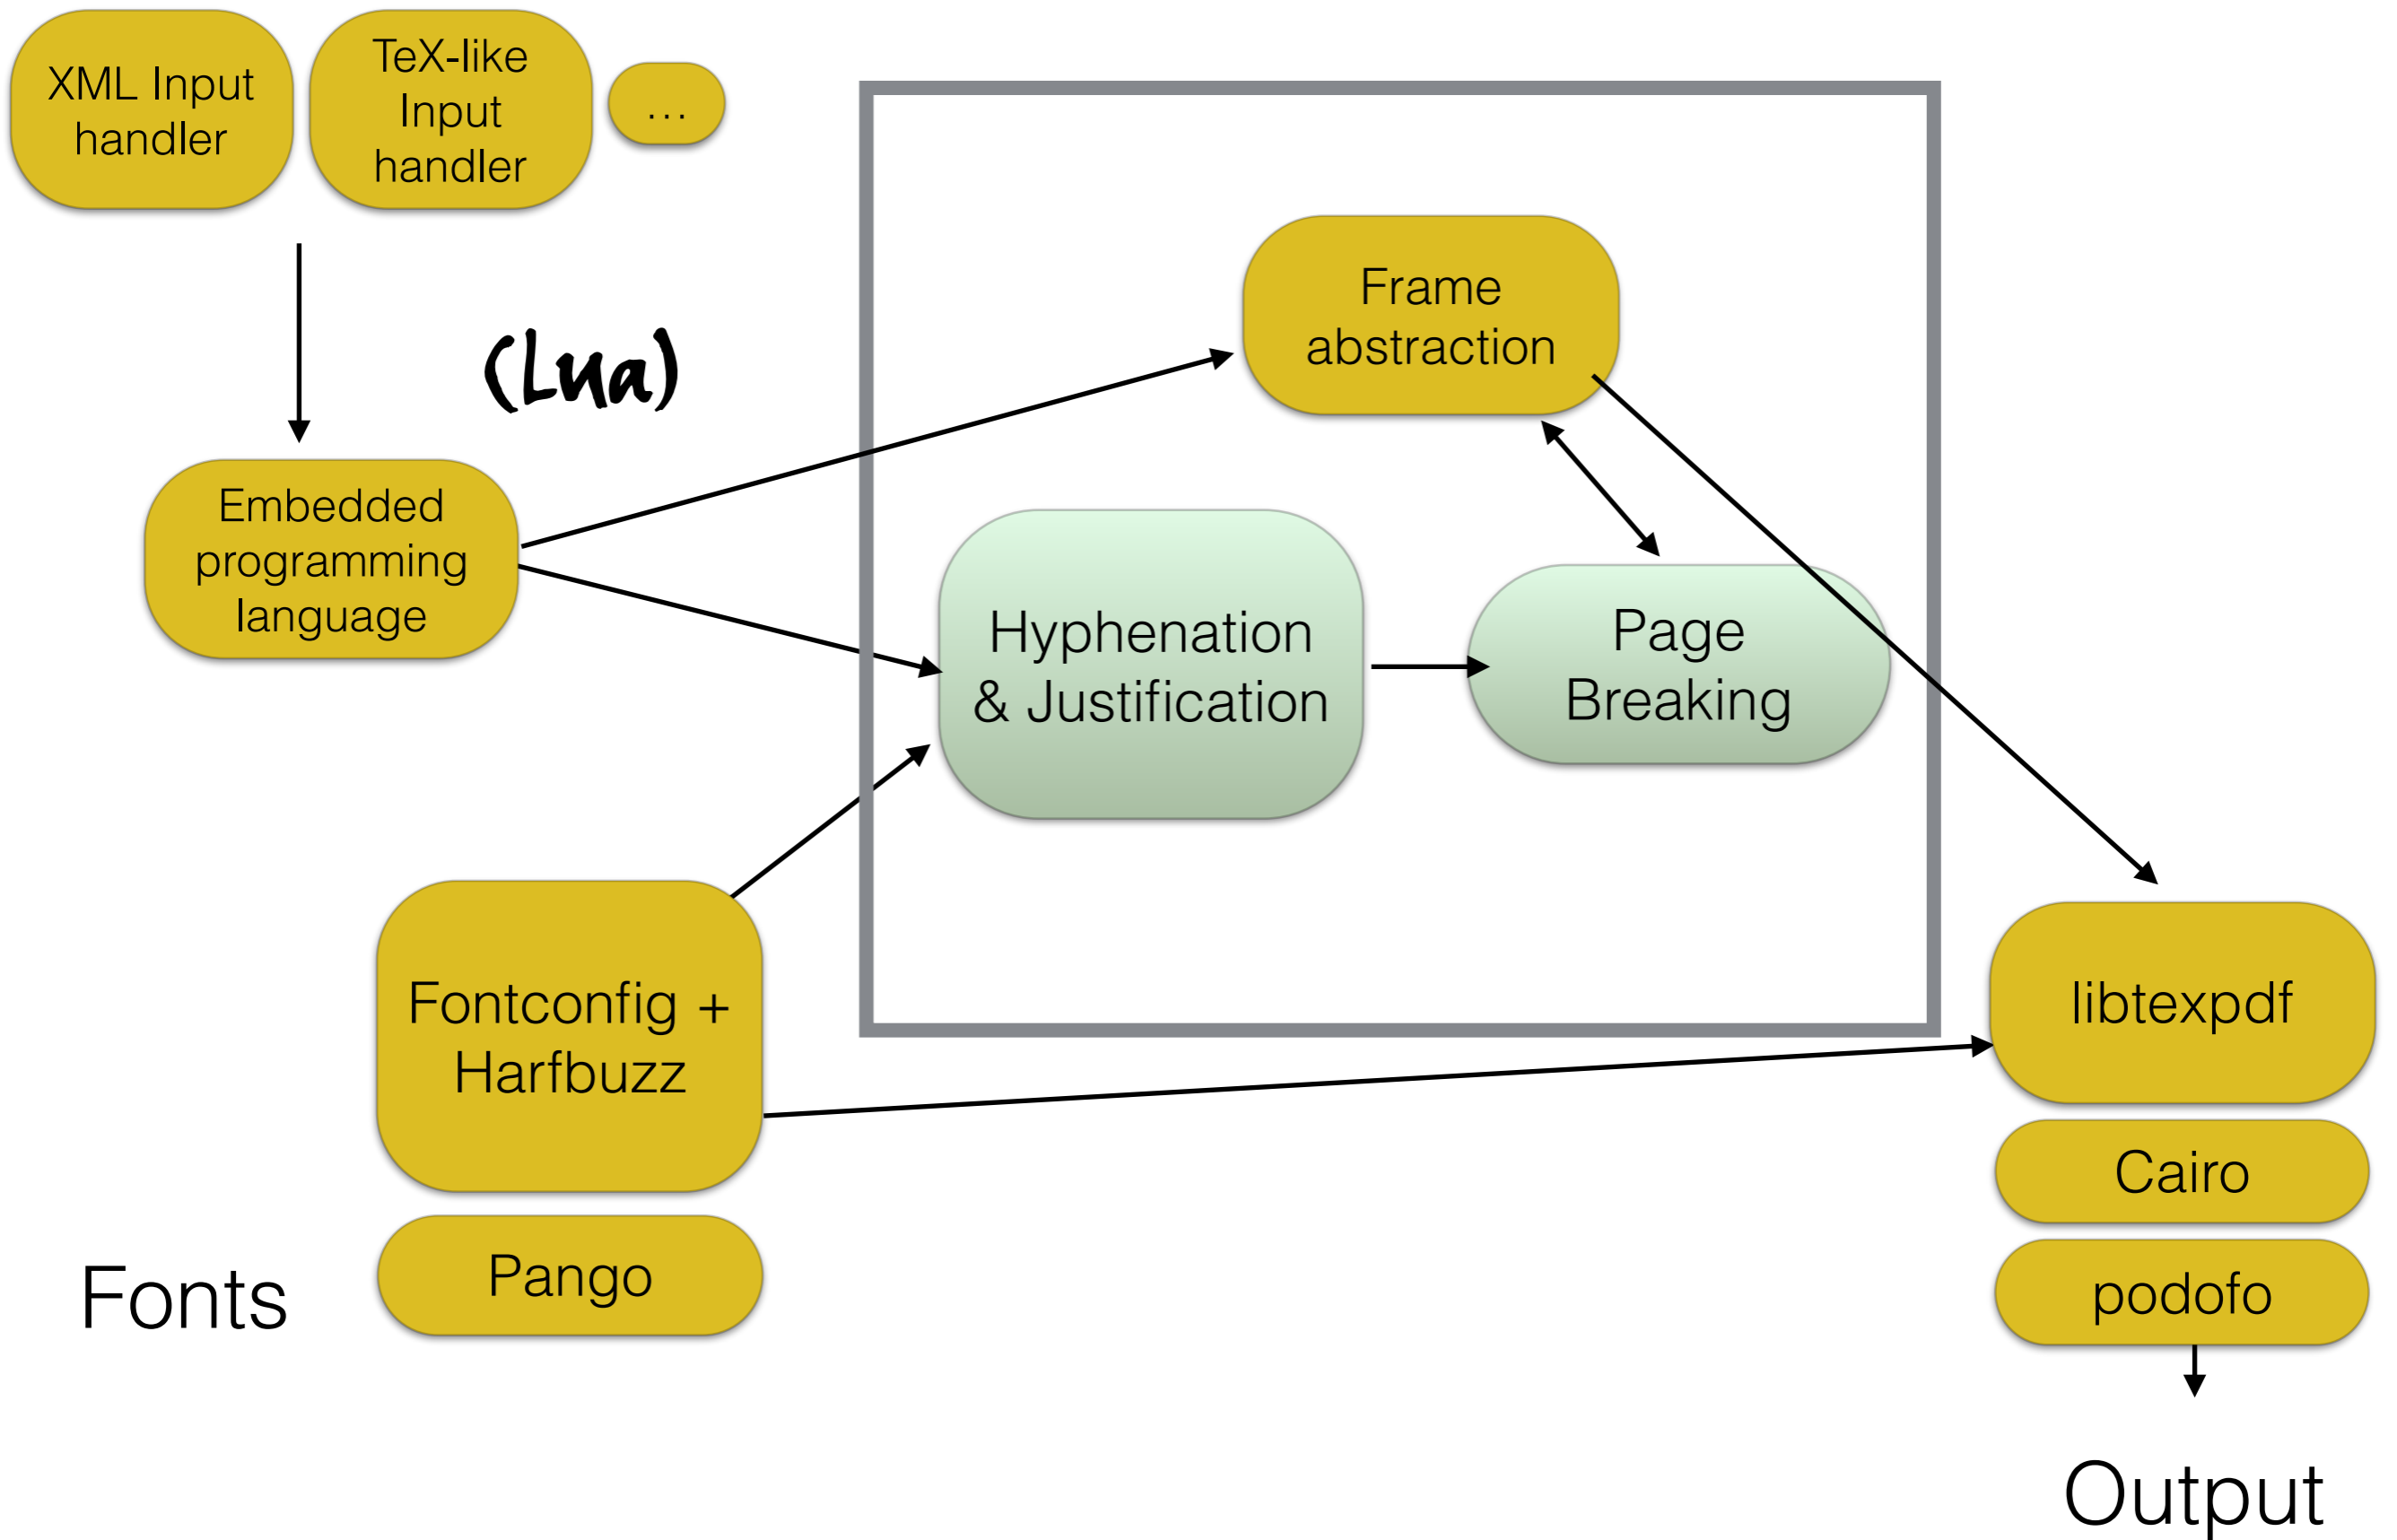 XML Input
handler
TeX-like
Input
handler
...
(Lua)
Embedded
programming
language
Frame
abstraction
Hyphenation
& Justification
Page
Breaking
Fontconfig +
Harfbuzz
Pango
Fonts
libtexpdf
Cairo
podofo
Output